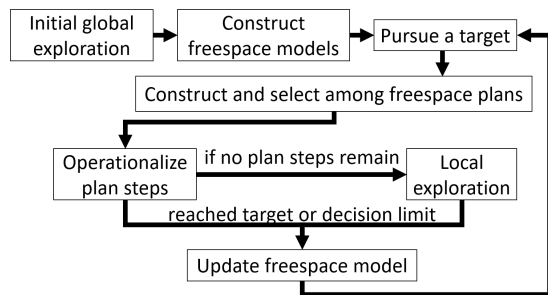 Initial global
exploration
Construct
freespace models
Pursue a target
Construct and select among freespace plans
Operationalize
plan steps
if no plan steps remain
Local
exploration
reached target or decision limit
Update freespace model